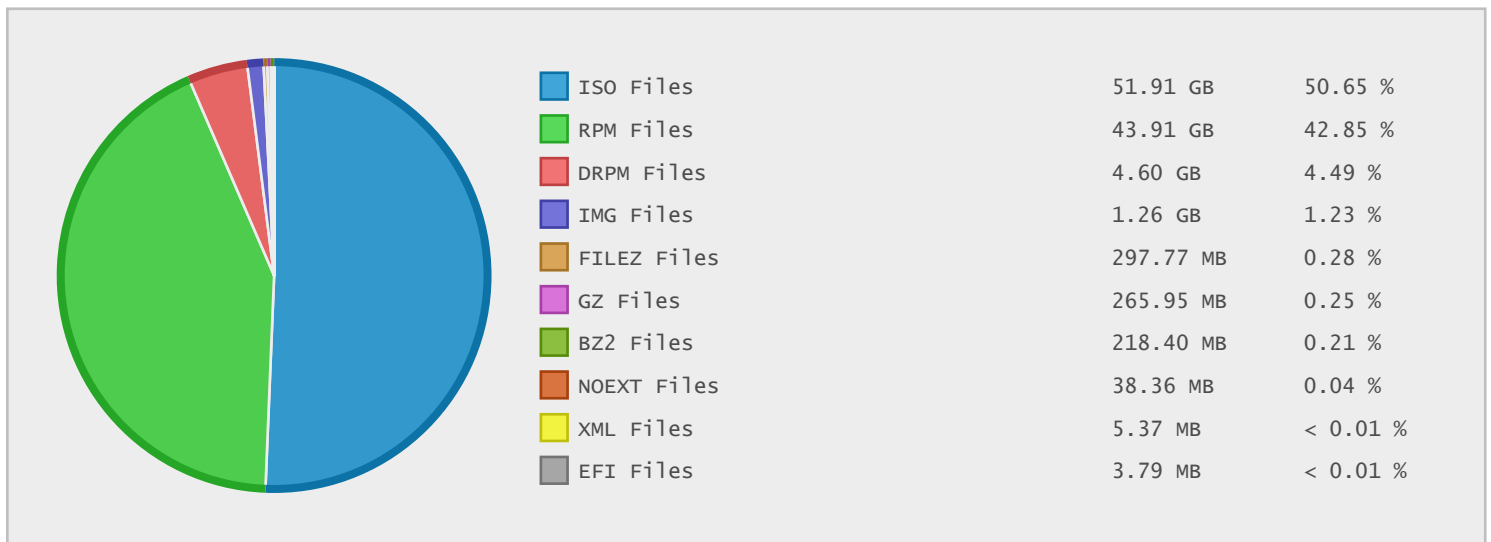 ISO Files 51.91 GB 50.65 %
RPM Files 43.91 GB 42.85 %
DRPM Files 4.60 GB 4.49 %
IMG Files 1.26 GB 1.23 %
FILEZ Files 297.77 MB 0.28 %
GZ Files 265.95 MB 0.25 %
BZ2 Files 218.40 MB 0.21 %
NOEXT Files 38.36 MB 0.04 %
XML Files 5.37 MB < 0.01 %
EFI Files 3.79 MB < 0.01 %